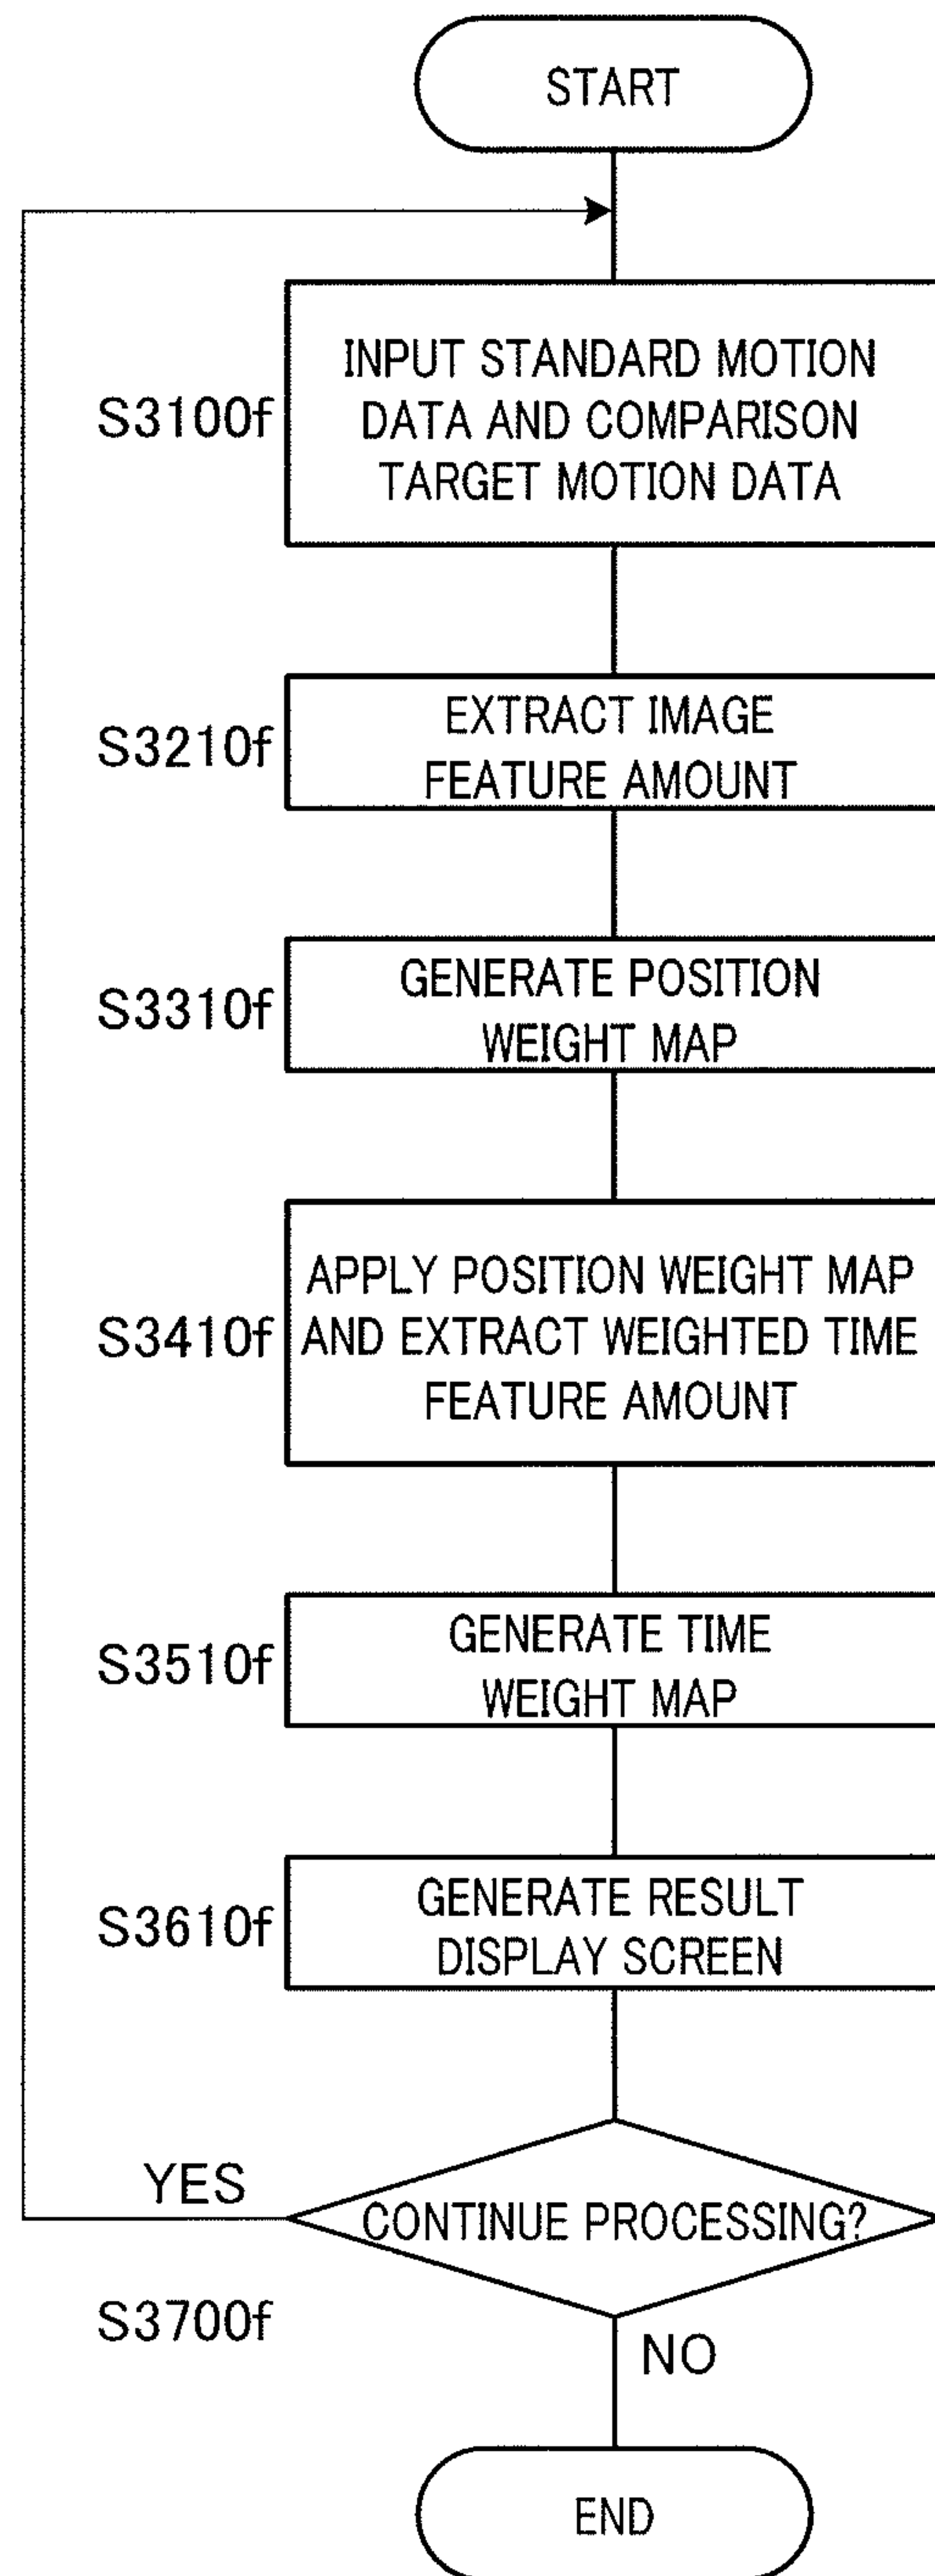 START
S3100f
INPUT STANDARD MOTION
DATA AND COMPARISON
TARGET MOTION DATA
S3210f
EXTRACT IMAGE
FEATURE AMOUNT
S3310f
GENERATE POSITION
WEIGHT MAP
S3410f
APPLY POSITION WEIGHT MAP
AND EXTRACT WEIGHTED TIME
FEATURE AMOUNT
S3510f
GENERATE TIME
WEIGHT MAP
S3610f
GENERATE RESULT
DISPLAY SCREEN
YES
CONTINUE PROCESSING?
S3700f
NO
END